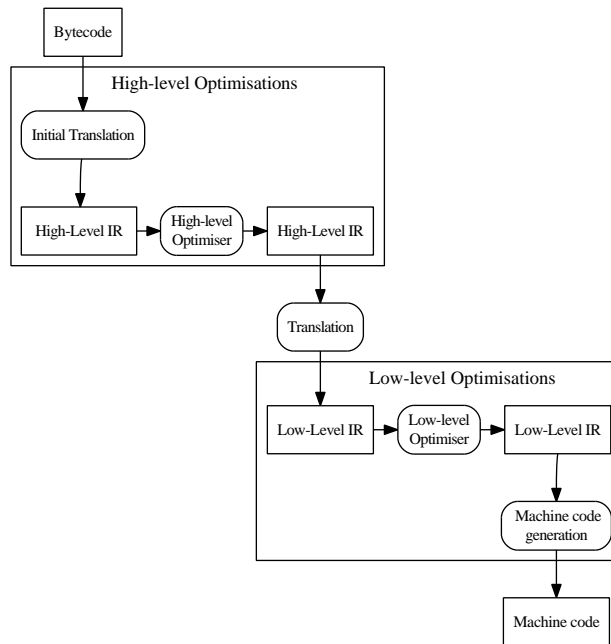 Bytecode
High-level Optimisations
Initial Translation
High-Level IR
High-level
Optimiser
High-Level IR
Translation
Low-level Optimisations
Low-Level IR
Low-level
Optimiser
Low-Level IR
Machine code
generation
Machine code